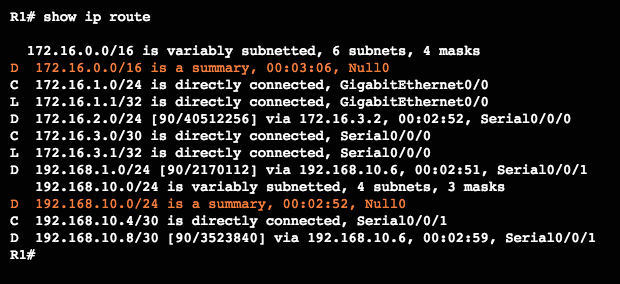 R1# show ip route
172.16.0.0/16 is variably subnetted, 6 subnets, 4 masks
D 172.16.0.0/16 is a summary, 00:03:06, Null0
C 172.16.1.0/24 is directly connected, GigabitEthernet0/0
L 172.16.1.1/32 is directly connected, GigabitEthernet0/0
D 172.16.2.0/24 [90/40512256] via 172.16.3.2, 00:02:52, Serial0/0/0
C 172.16.3.0/30 is directly connected, Serial0/0/0
L 172.16.3.1/32 is directly connected, Serial0/0/0
D 192.168.1.0/24 [90/2170112] via 192.168.10.6, 00:02:51, Serial0/0/1
192.168.10.0/24 is variably subnetted, 4 subnets, 3 masks
D 192.168.10.0/24 is a summary, 00:02:52, Null0
C 192.168.10.4/30 is directly connected, Serial0/0/1
D 192.168.10.8/30 [90/3523840] via 192.168.10.6, 00:02:59, Serial0/0/1
R1#